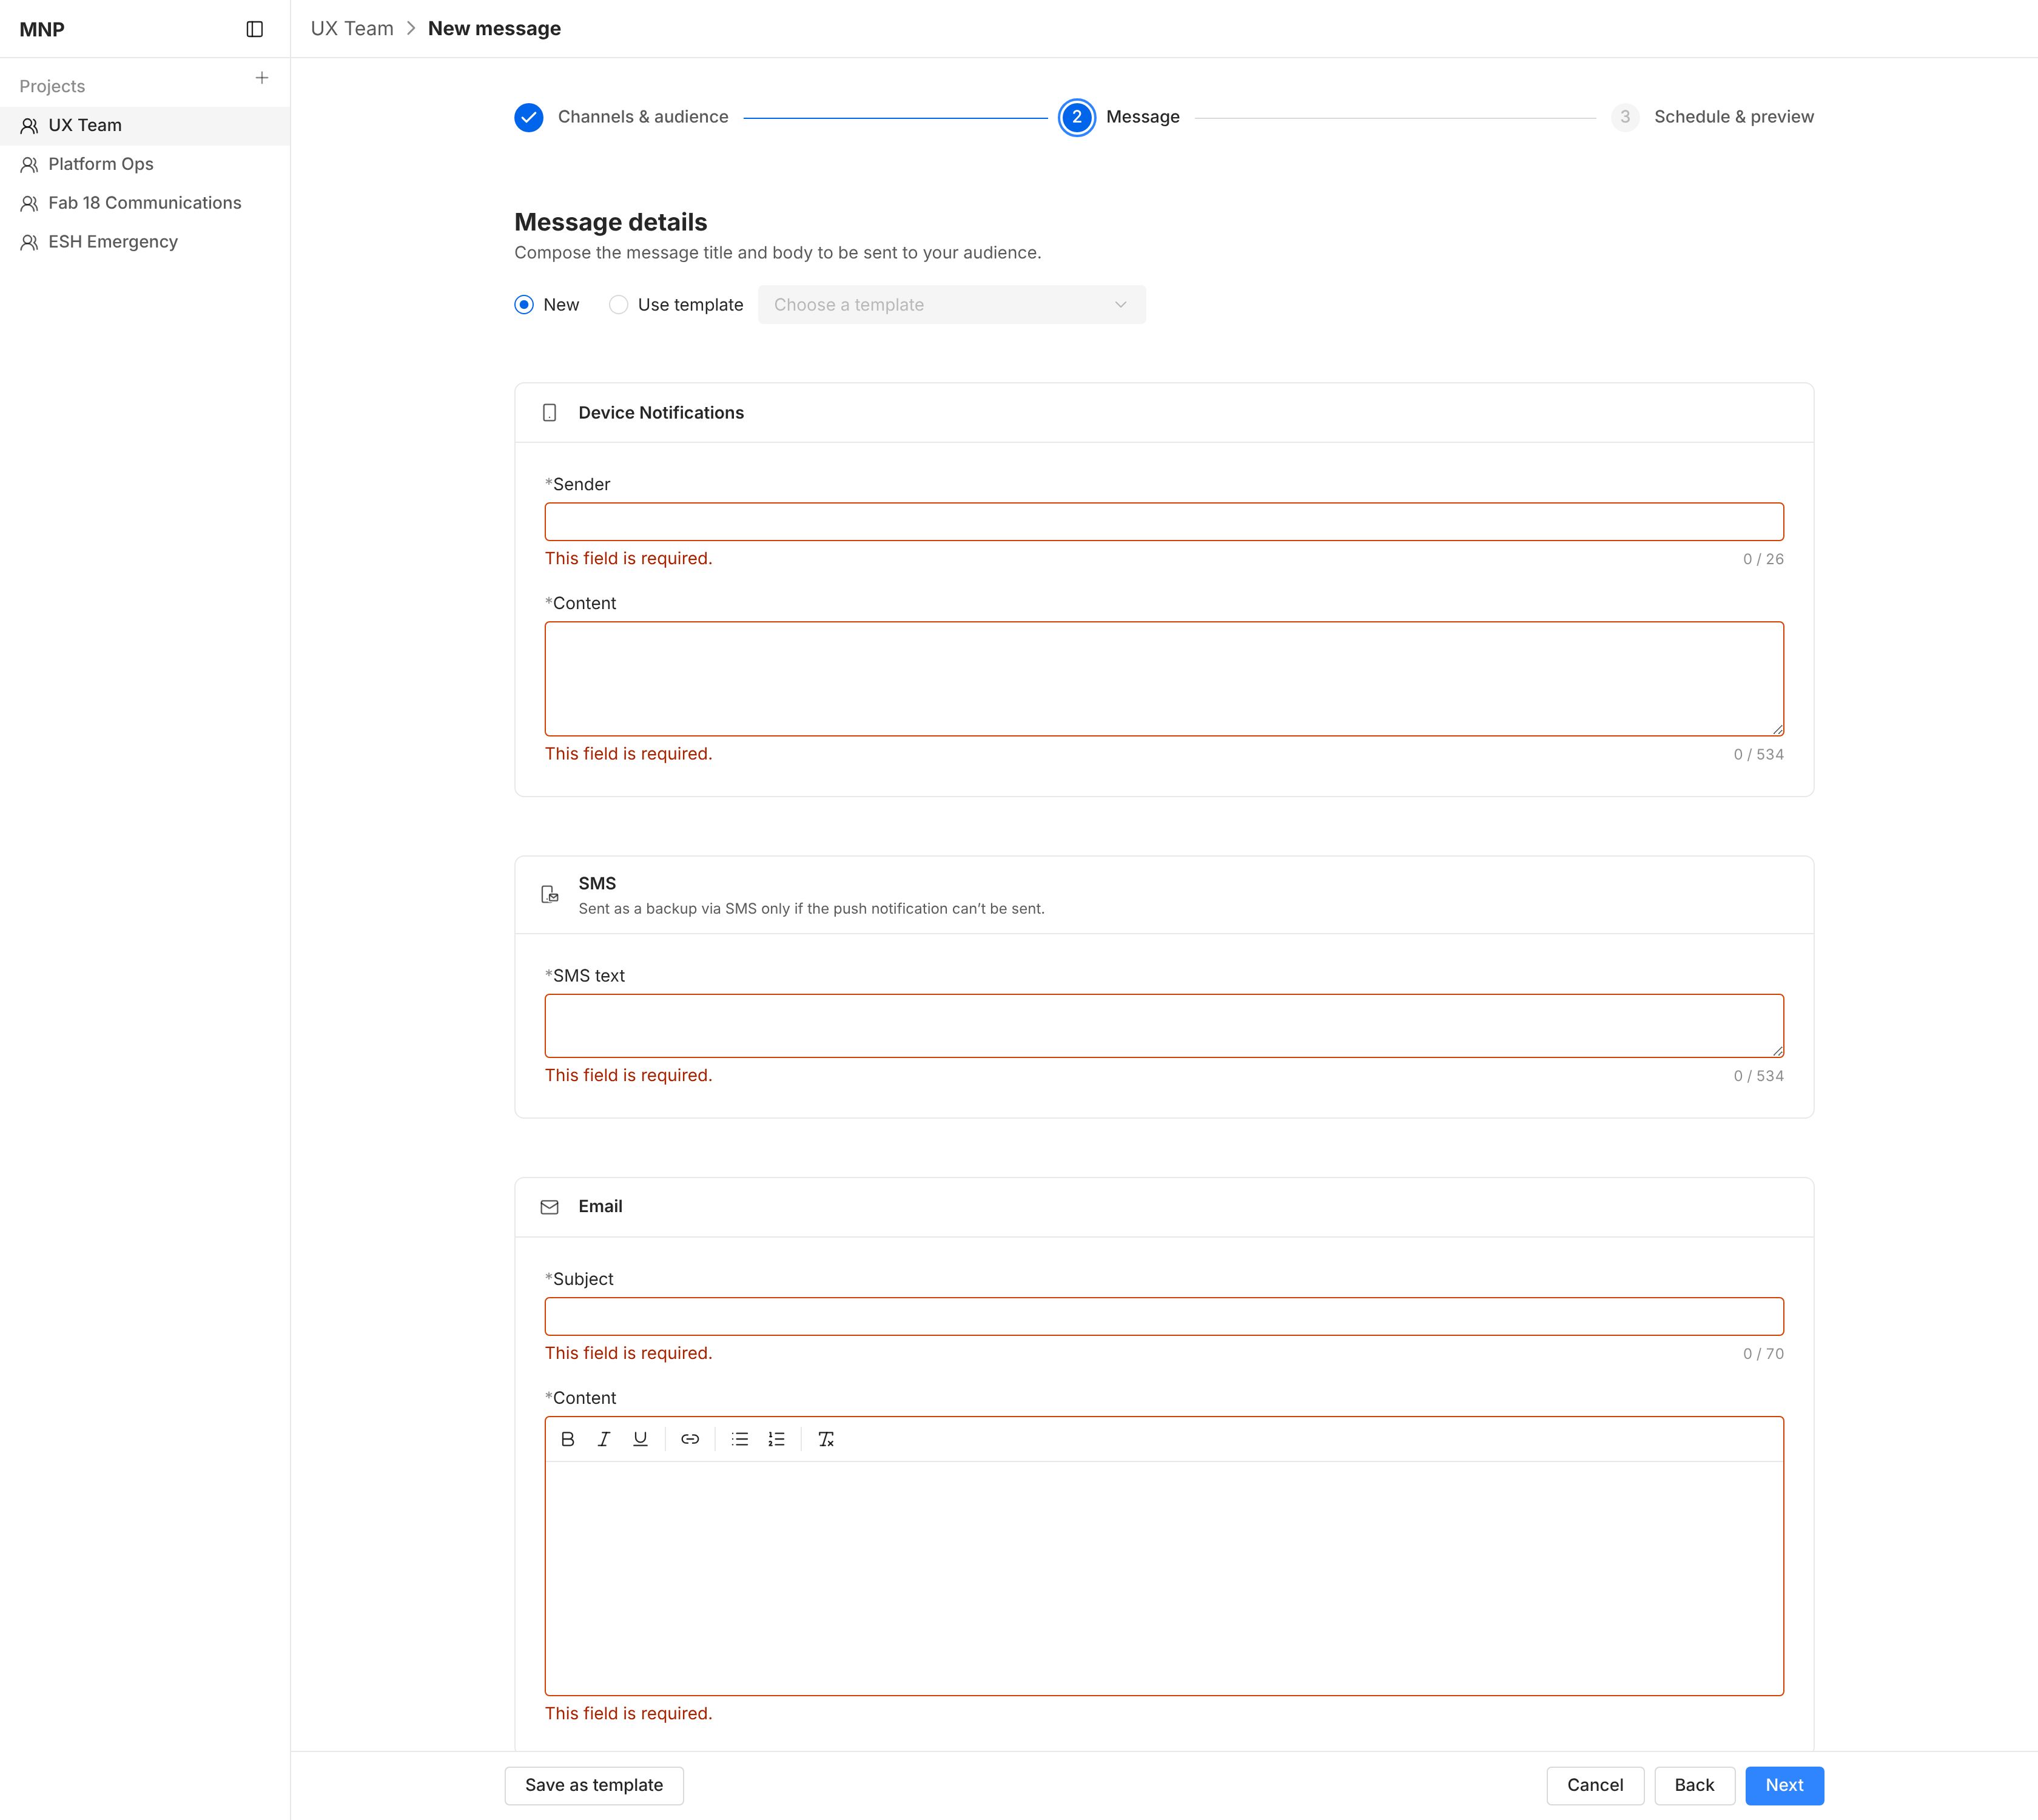 MNP
UX Team > New message
Projects
UX Team
Platform Ops
Fab 18 Communications
ESH Emergency
Channels & audience
2 Message
3 Schedule & preview
Message details
Compose the message title and body to be sent to your audience.
New
Use template
Choose a template
Device Notifications
*Sender
This field is required.
0 / 26
*Content
This field is required.
0 / 534
SMS
Sent as a backup via SMS only if the push notification can’t be sent.
*SMS text
This field is required.
0 / 534
Email
*Subject
This field is required.
0 / 70
*Content
This field is required.
Save as template
Cancel
Back
Next